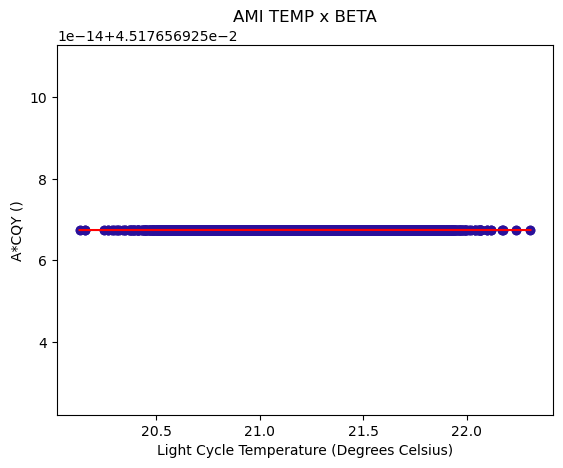 AMI TEMP x BETA
1e−14+4.517656925e−2
10
8
6
4
A*CQY ()
20.5 21.0 21.5 22.0
Light Cycle Temperature (Degrees Celsius)